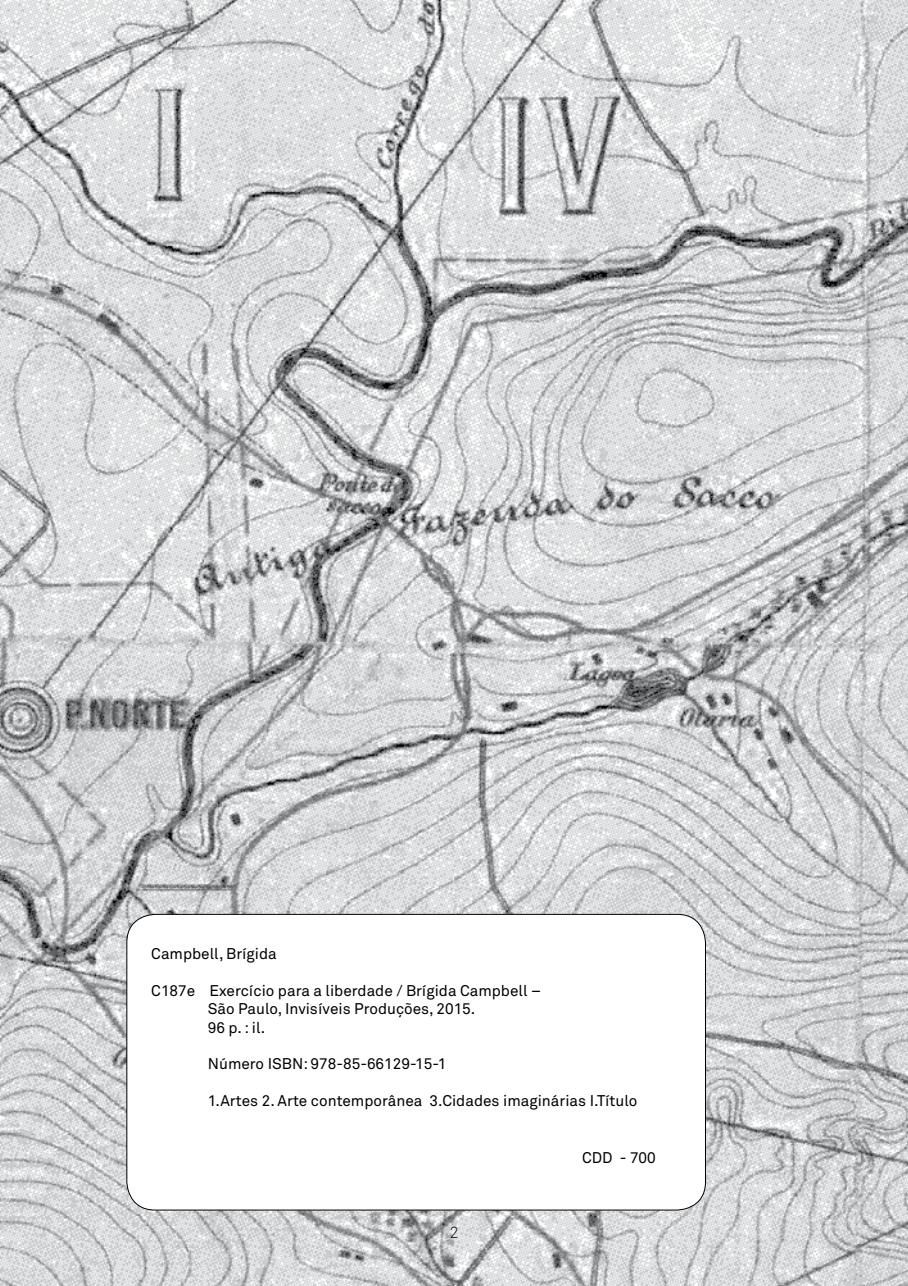 I
IV
Corrego do
Ponte d
sacco
Antiga Fazenda do Sacco
P.NORTE
Lagoa
Olaria
Campbell, Brígida
C187e Exercício para a liberdade / Brígida Campbell –
São Paulo, Invisíveis Produções, 2015.
96 p. : il.
Número ISBN: 978-85-66129-15-1
1.Artes 2. Arte contemporânea 3.Cidades imaginárias I.Título
CDD - 700
2